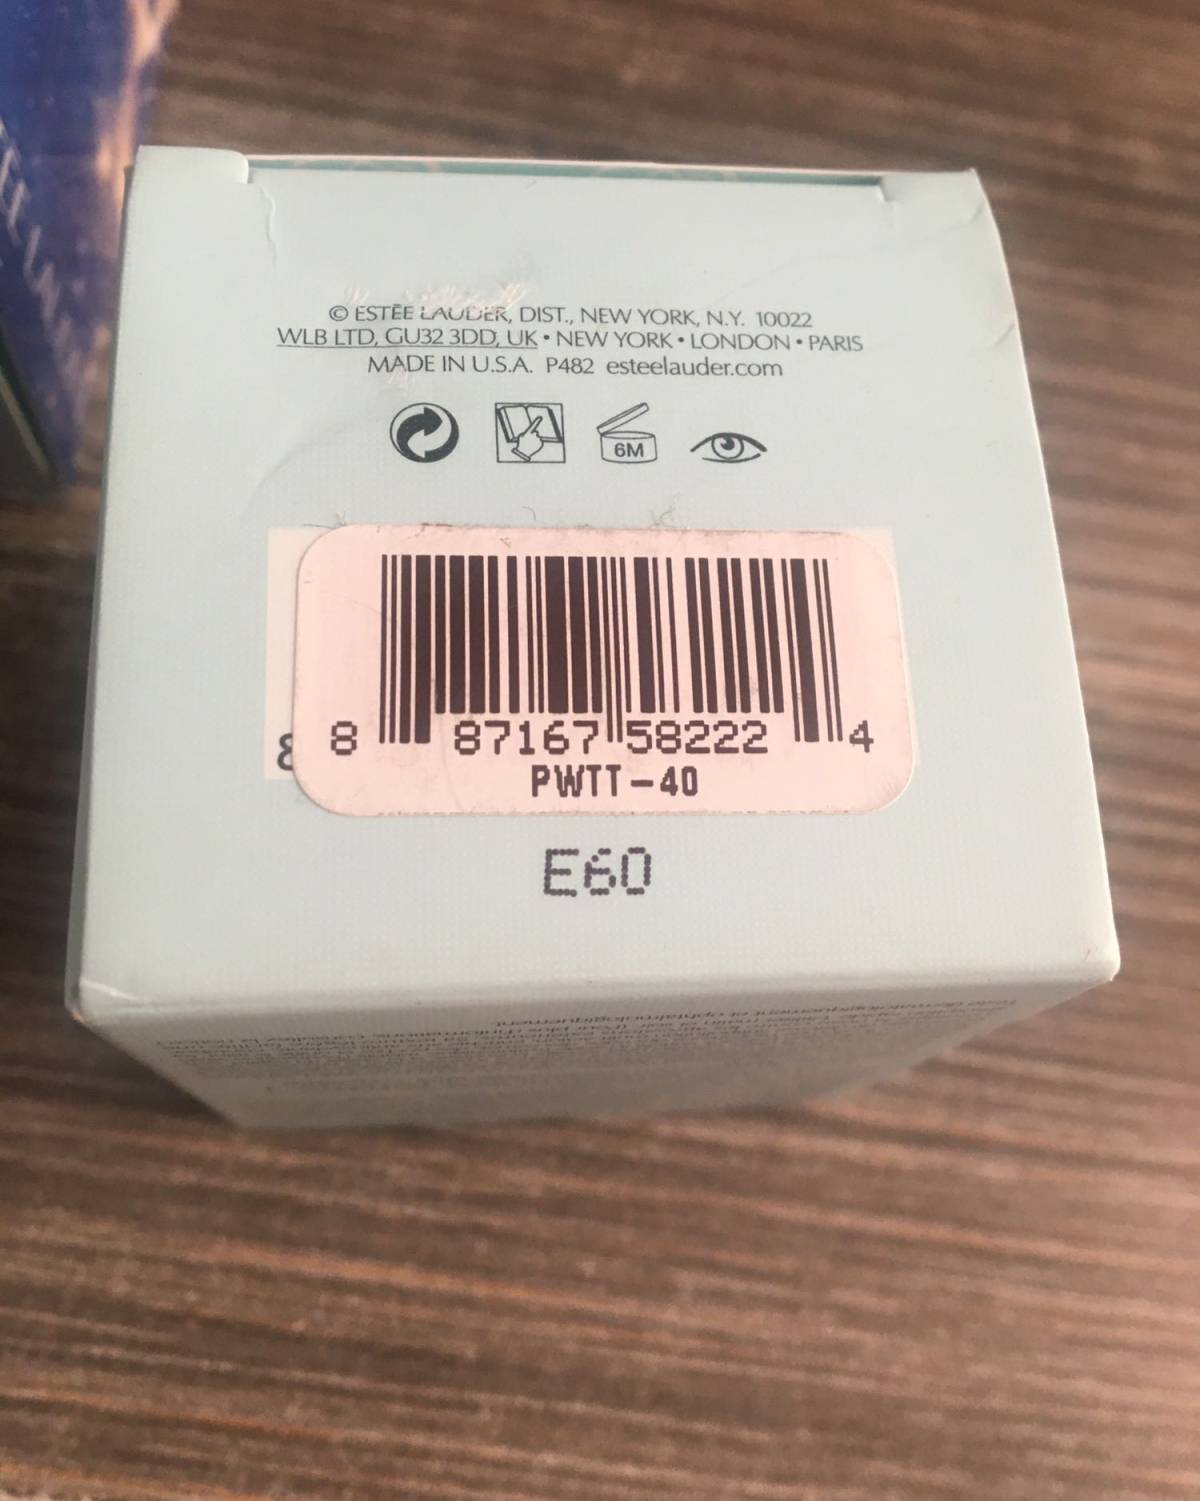 © ESTĒE LAUDER, DIST., NEW YORK, N.Y. 10022
WLB LTD, GU32 3DD, UK • NEW YORK • LONDON • PARIS
MADE IN U.S.A. P482 esteelauder.com
6M
8
8 87167 58222 4
PWTT-40
E60